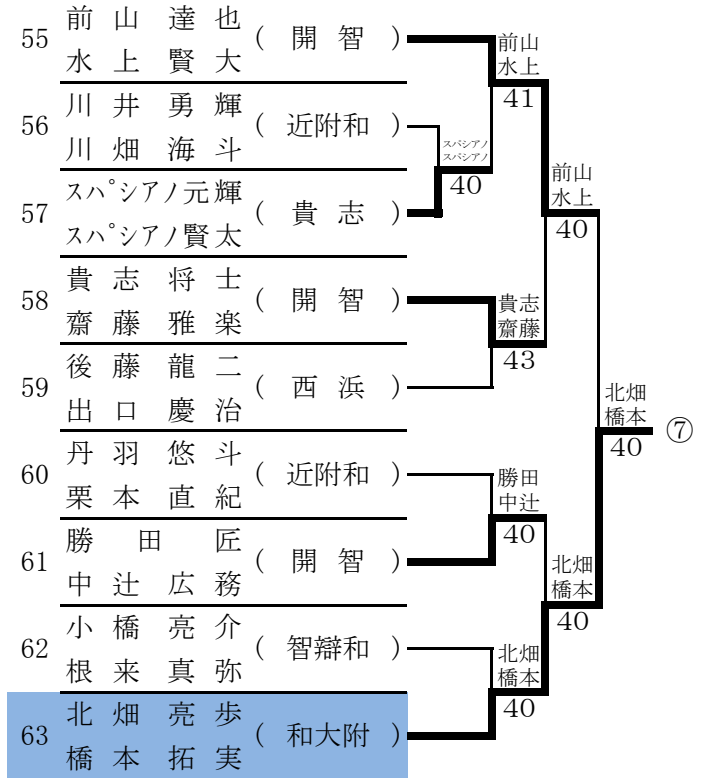 55 前山達也 (開智)
水上賢大
56 川井勇輝 (近附和)
川畑海斗
57 スパシアノ元輝 (貴志)
スパシアノ賢太
58 貴志将士 (開智)
齋藤雅楽
59 後藤龍二 (西浜)
出口慶治
60 丹羽悠斗 (近附和)
栗本直紀
61 勝田匠 (開智)
中辻広務
62 小橋亮介 (智辯和)
根来真弥
63 北畑亮歩 (和大附)
橋本拓実
前山
水上
41
スパシアノ
スパシアノ
40
前山
水上
40
貴志
齋藤
43
北畑
橋本
40
⑦
勝田
中辻
40
北畑
橋本
40
北畑
橋本
40